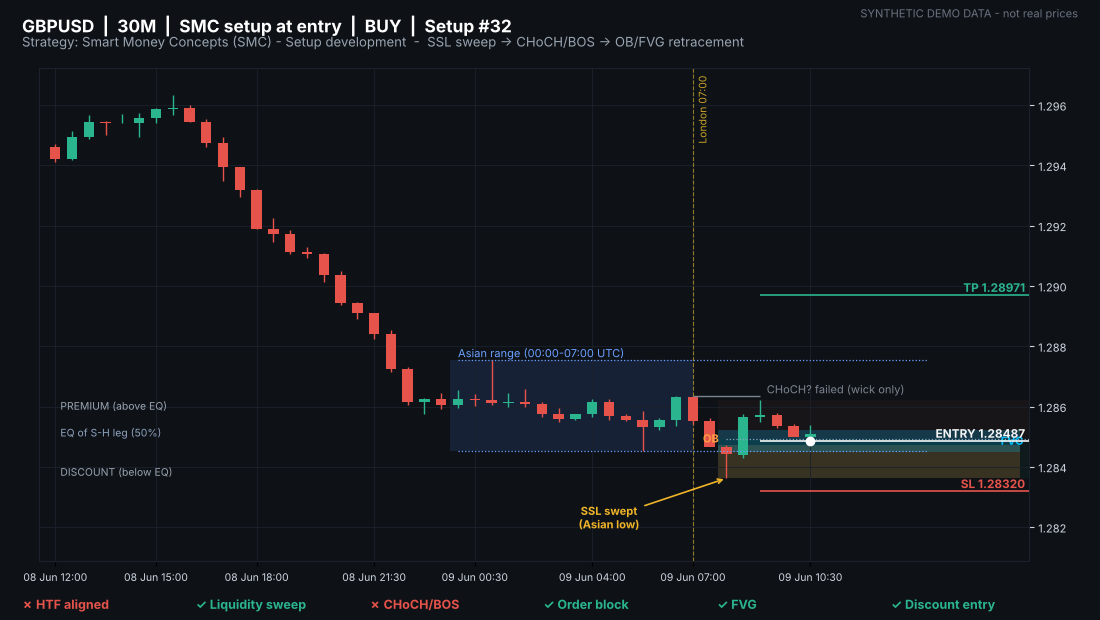 SYNTHETIC DEMO DATA - not real prices
GBPUSD | 30M | SMC setup at entry | BUY | Setup #32
Strategy: Smart Money Concepts (SMC) - Setup development - SSL sweep → CHoCH/BOS → OB/FVG retracement
London 07:00
1.296
1.294
1.292
1.290
1.288
1.286
1.284
1.282
TP 1.28971
Asian range (00:00-07:00 UTC)
CHoCH? failed (wick only)
PREMIUM (above EQ)
EQ of S-H leg (50%)
DISCOUNT (below EQ)
OB
ENTRY 1.28487
FVG
SL 1.28320
SSL swept
(Asian low)
08 Jun 12:00
08 Jun 15:00
08 Jun 18:00
08 Jun 21:30
09 Jun 00:30
09 Jun 04:00
09 Jun 07:00
09 Jun 10:30
× HTF aligned
✓ Liquidity sweep
× CHoCH/BOS
✓ Order block
✓ FVG
✓ Discount entry